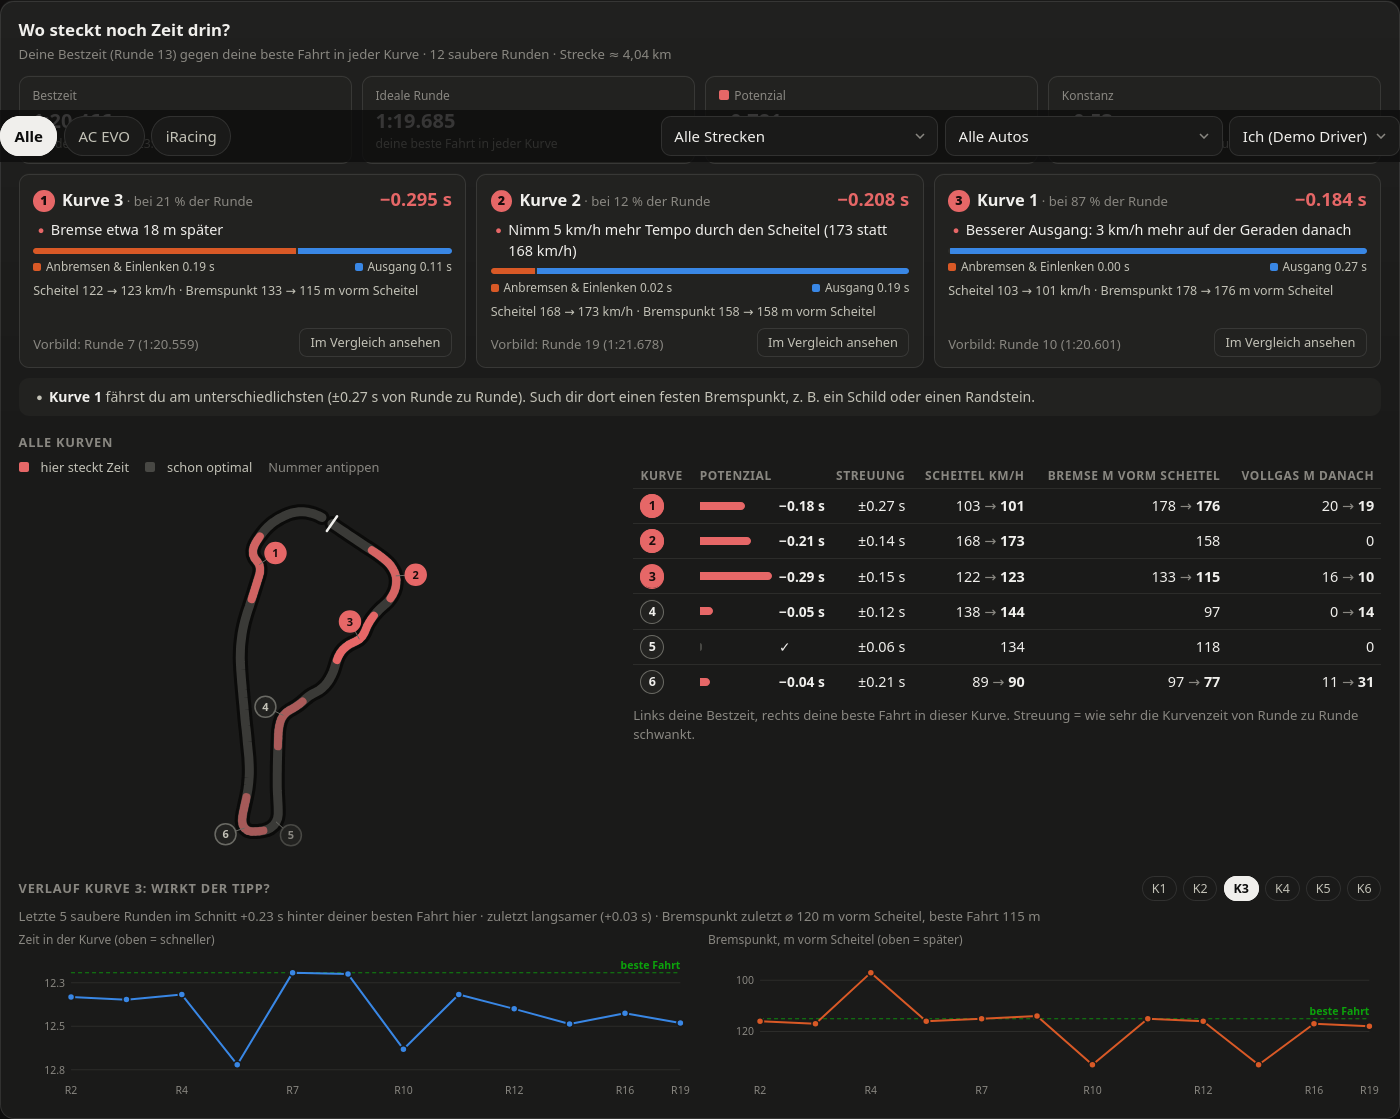 Wo steckt noch Zeit drin?
Deine Bestzeit (Runde 13) gegen deine beste Fahrt in jeder Kurve · 12 saubere Runden · Strecke ≈ 4,04 km
Bestzeit
Ideale Runde
Potenzial
Konstanz
1:19.685
deine beste Fahrt in jeder Kurve
Alle
AC EVO
iRacing
Alle Strecken
Alle Autos
Ich (Demo Driver)
1 Kurve 3 · bei 21 % der Runde −0.295 s
• Bremse etwa 18 m später
Anbremsen & Einlenken 0.19 s Ausgang 0.11 s
Scheitel 122 → 123 km/h · Bremspunkt 133 → 115 m vorm Scheitel
Vorbild: Runde 7 (1:20.559) Im Vergleich ansehen
2 Kurve 2 · bei 12 % der Runde −0.208 s
• Nimm 5 km/h mehr Tempo durch den Scheitel (173 statt
168 km/h)
Anbremsen & Einlenken 0.02 s Ausgang 0.19 s
Scheitel 168 → 173 km/h · Bremspunkt 158 → 158 m vorm Scheitel
Vorbild: Runde 19 (1:21.678) Im Vergleich ansehen
3 Kurve 1 · bei 87 % der Runde −0.184 s
• Besserer Ausgang: 3 km/h mehr auf der Geraden danach
Anbremsen & Einlenken 0.00 s Ausgang 0.27 s
Scheitel 103 → 101 km/h · Bremspunkt 178 → 176 m vorm Scheitel
Vorbild: Runde 10 (1:20.601) Im Vergleich ansehen
• Kurve 1 fährst du am unterschiedlichsten (±0.27 s von Runde zu Runde). Such dir dort einen festen Bremspunkt, z. B. ein Schild oder einen Randstein.
ALLE KURVEN
hier steckt Zeit schon optimal Nummer antippen
1
2
3
4
6
5
KURVE POTENZIAL STREUUNG SCHEITEL KM/H BREMSE M VORM SCHEITEL VOLLGAS M DANACH
1 −0.18 s ±0.27 s 103 → 101 178 → 176 20 → 19
2 −0.21 s ±0.14 s 168 → 173 158 0
3 −0.29 s ±0.15 s 122 → 123 133 → 115 16 → 10
4 −0.05 s ±0.12 s 138 → 144 97 0 → 14
5 ✓ ±0.06 s 134 118 0
6 −0.04 s ±0.21 s 89 → 90 97 → 77 11 → 31
Links deine Bestzeit, rechts deine beste Fahrt in dieser Kurve. Streuung = wie sehr die Kurvenzeit von Runde zu Runde
schwankt.
VERLAUF KURVE 3: WIRKT DER TIPP?
K1 K2 K3 K4 K5 K6
Letzte 5 saubere Runden im Schnitt +0.23 s hinter deiner besten Fahrt hier · zuletzt langsamer (+0.03 s) · Bremspunkt zuletzt ⌀ 120 m vorm Scheitel, beste Fahrt 115 m
Zeit in der Kurve (oben = schneller)
beste Fahrt
12.3
12.5
12.8
R2 R4 R7 R10 R12 R16 R19
Bremspunkt, m vorm Scheitel (oben = später)
100
beste Fahrt
120
R2 R4 R7 R10 R12 R16 R19